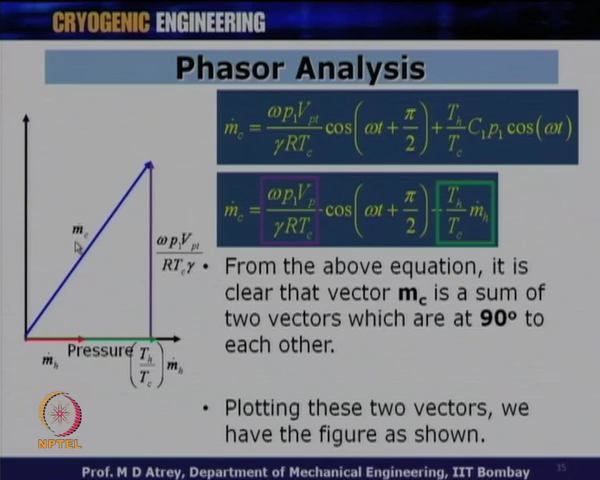 CRYOGENIC ENGINEERING
Phasor Analysis
ṁ_c = (ωp₁V_pt / γRT_c) cos(ωt + π/2) + (T_h / T_c) C₁p₁ cos(ωt)
ṁ_c = (ωp₁V_p / γRT_c) cos(ωt + π/2) + (T_h / T_c) ṁ_h
ṁ_c
ωp₁V_pt / RT_cγ
ṁ_h
Pressure
(T_h / T_c) ṁ_h
• From the above equation, it is
clear that vector m_c is a sum of
two vectors which are at 90º to
each other.
• Plotting these two vectors, we
have the figure as shown.
NPTEL
Prof. M D Atrey, Department of Mechanical Engineering, IIT Bombay
35